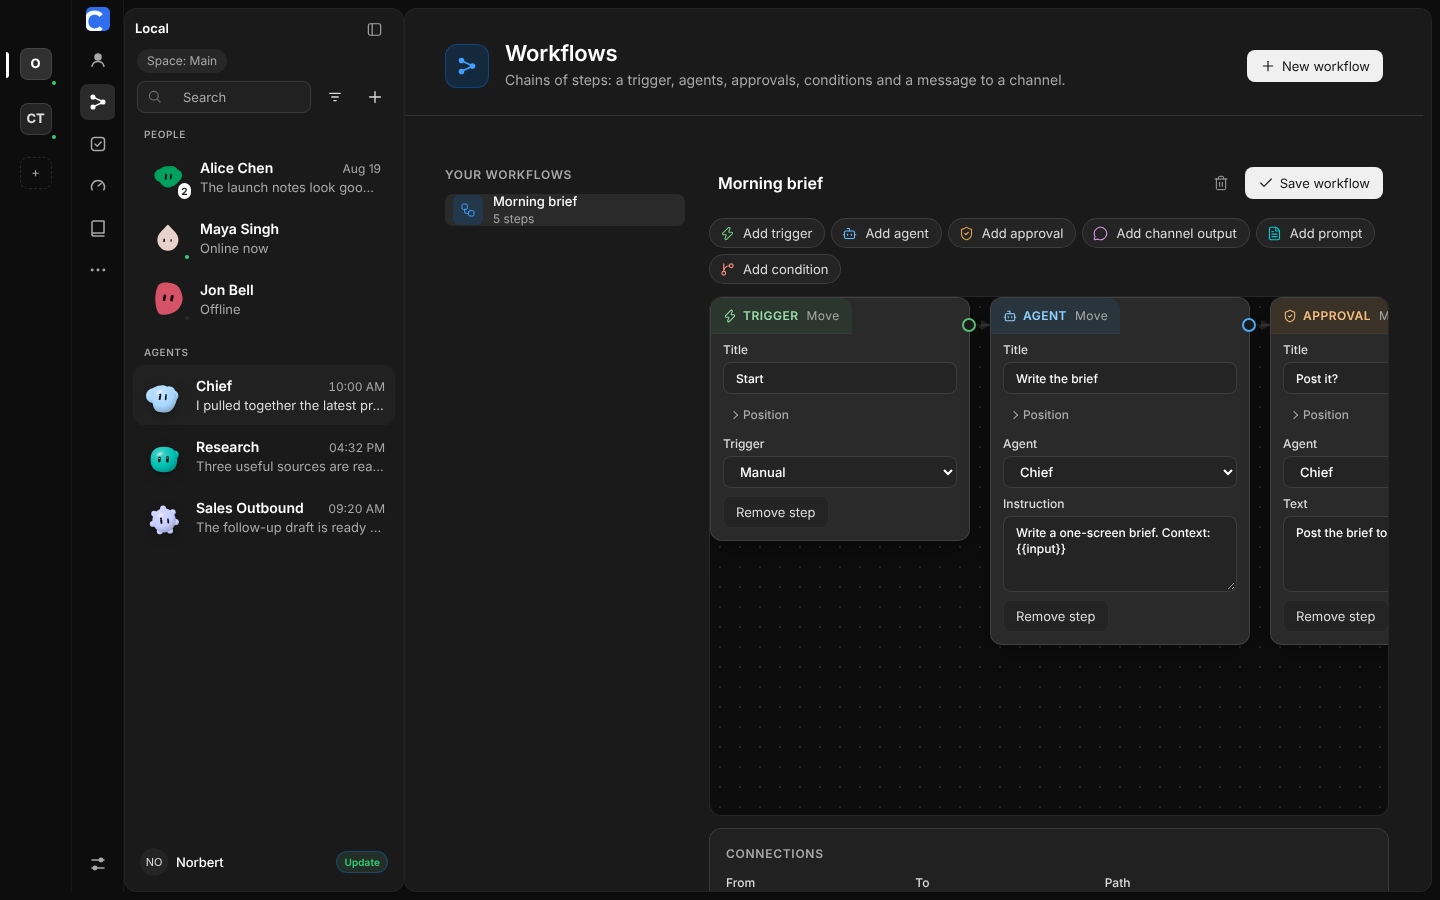 O
CT
+
Local
Space: Main
Search
PEOPLE
Alice Chen
Aug 19
The launch notes look goo...
2
Maya Singh
Online now
Jon Bell
Offline
AGENTS
Chief
10:00 AM
I pulled together the latest pr...
Research
04:32 PM
Three useful sources are rea...
Sales Outbound
09:20 AM
The follow-up draft is ready ...
NO
Norbert
Update
Workflows
Chains of steps: a trigger, agents, approvals, conditions and a message to a channel.
New workflow
YOUR WORKFLOWS
Morning brief
5 steps
Morning brief
Save workflow
Add trigger
Add agent
Add approval
Add channel output
Add prompt
Add condition
TRIGGER Move
Title
Start
Position
Trigger
Manual
Remove step
AGENT Move
Title
Write the brief
Position
Agent
Chief
Instruction
Write a one-screen brief. Context:
{{input}}
Remove step
APPROVAL M
Title
Post it?
Position
Agent
Chief
Text
Post the brief to
Remove step
CONNECTIONS
From
To
Path